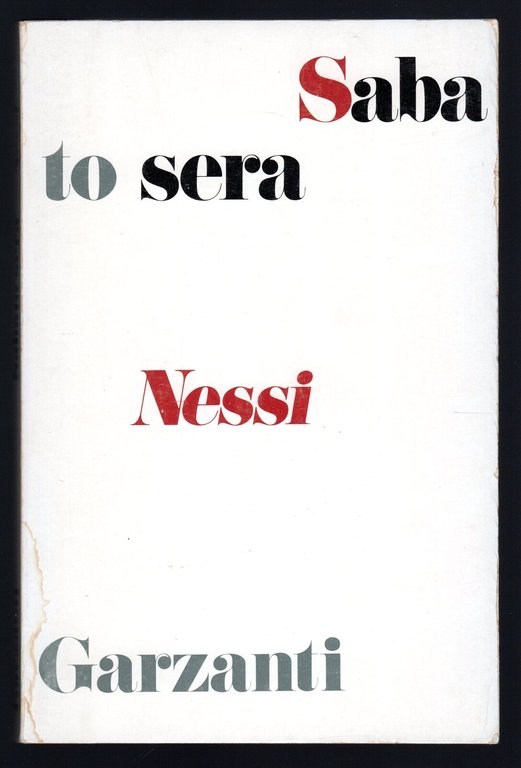 Saba
to sera
Nessi
Garzanti